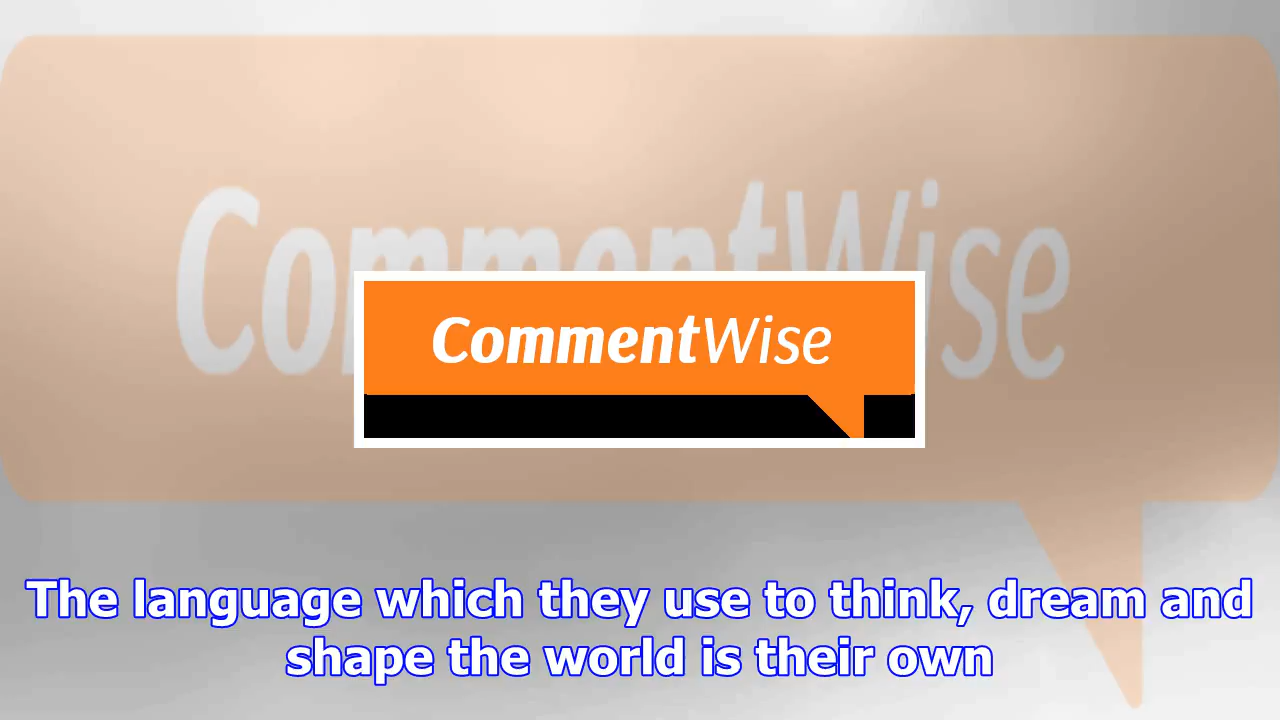 CommentWise
CommentWise
The language which they use to think, dream and
shape the world is their own